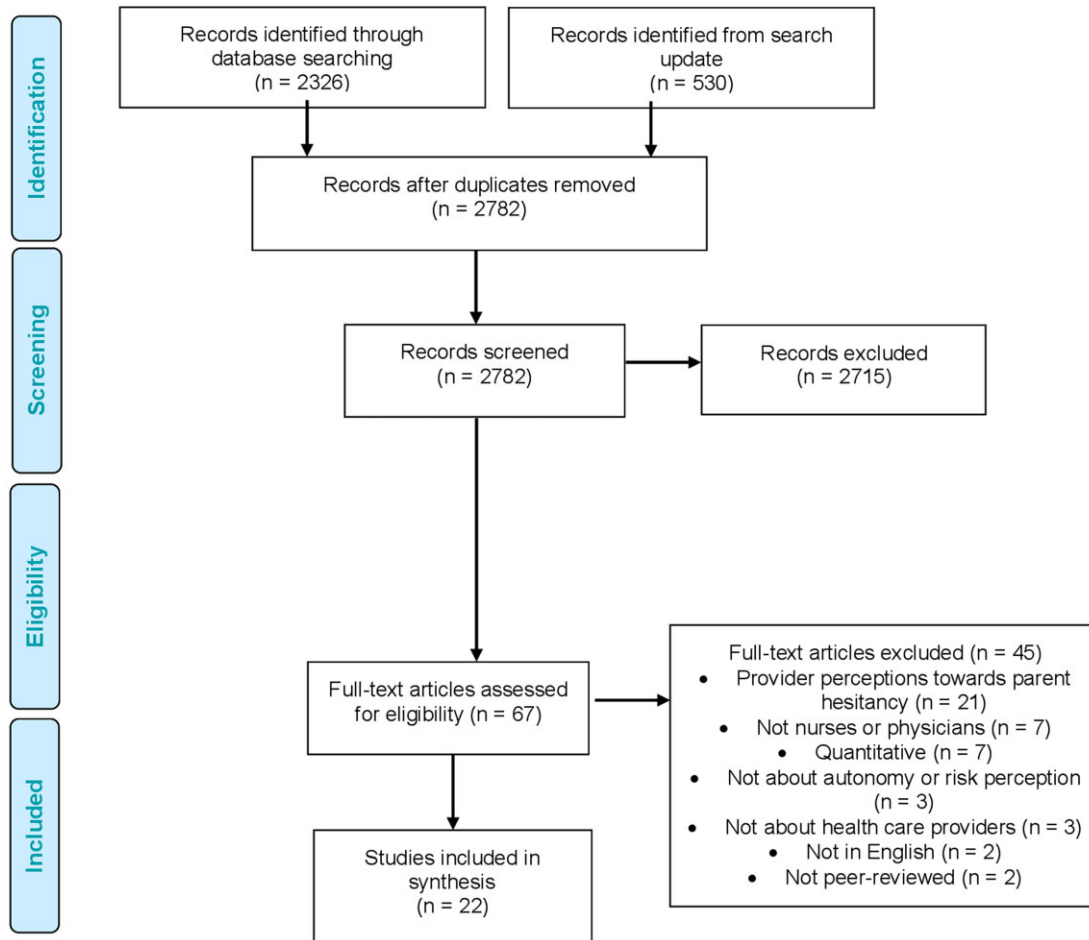 Identification
Records identified through
database searching
(n = 2326)
Records identified from search
update
(n = 530)
Records after duplicates removed
(n = 2782)
Screening
Records screened
(n = 2782)
Records excluded
(n = 2715)
Eligibility
Full-text articles assessed
for eligibility (n = 67)
Full-text articles excluded (n = 45)
• Provider perceptions towards parent
hesitancy (n = 21)
• Not nurses or physicians (n = 7)
• Quantitative (n = 7)
• Not about autonomy or risk perception
(n = 3)
• Not about health care providers (n = 3)
• Not in English (n = 2)
• Not peer-reviewed (n = 2)
Included
Studies included in
synthesis
(n = 22)